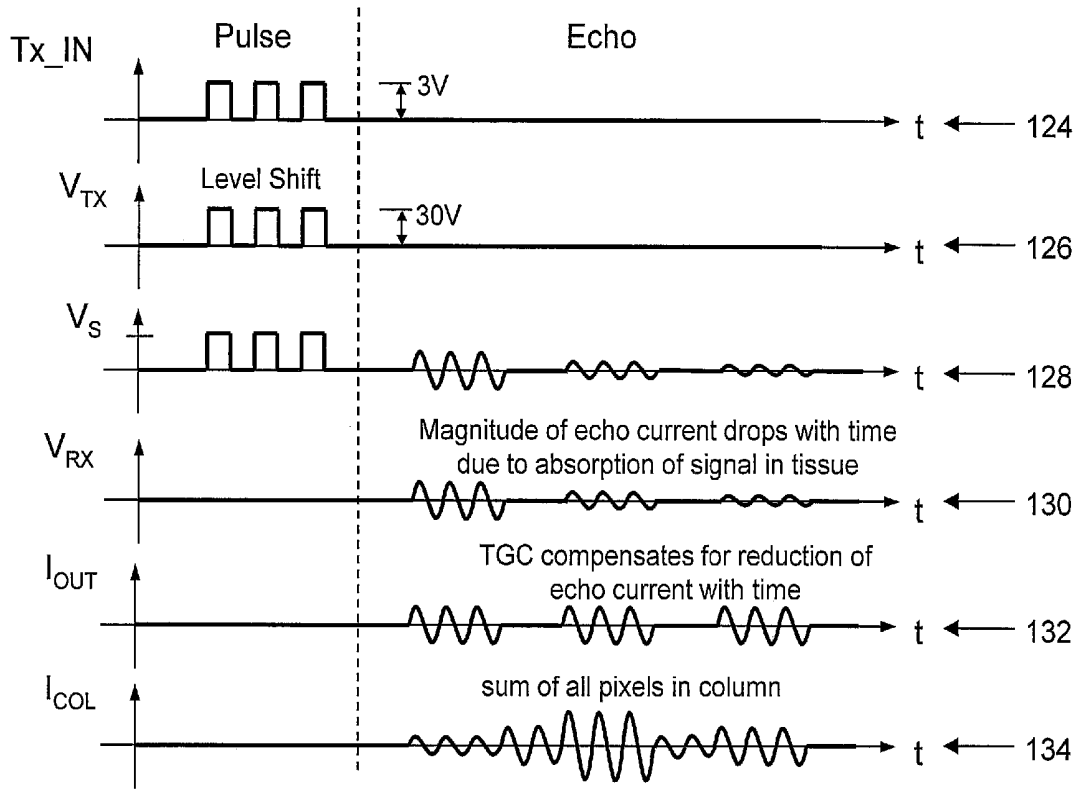 Pulse Echo
Tx_IN
3V
t 124
Level Shift
V_TX
30V
t 126
V_S
t 128
Magnitude of echo current drops with time
due to absorption of signal in tissue
V_RX
t 130
TGC compensates for reduction of
echo current with time
I_OUT
t 132
sum of all pixels in column
I_COL
t 134